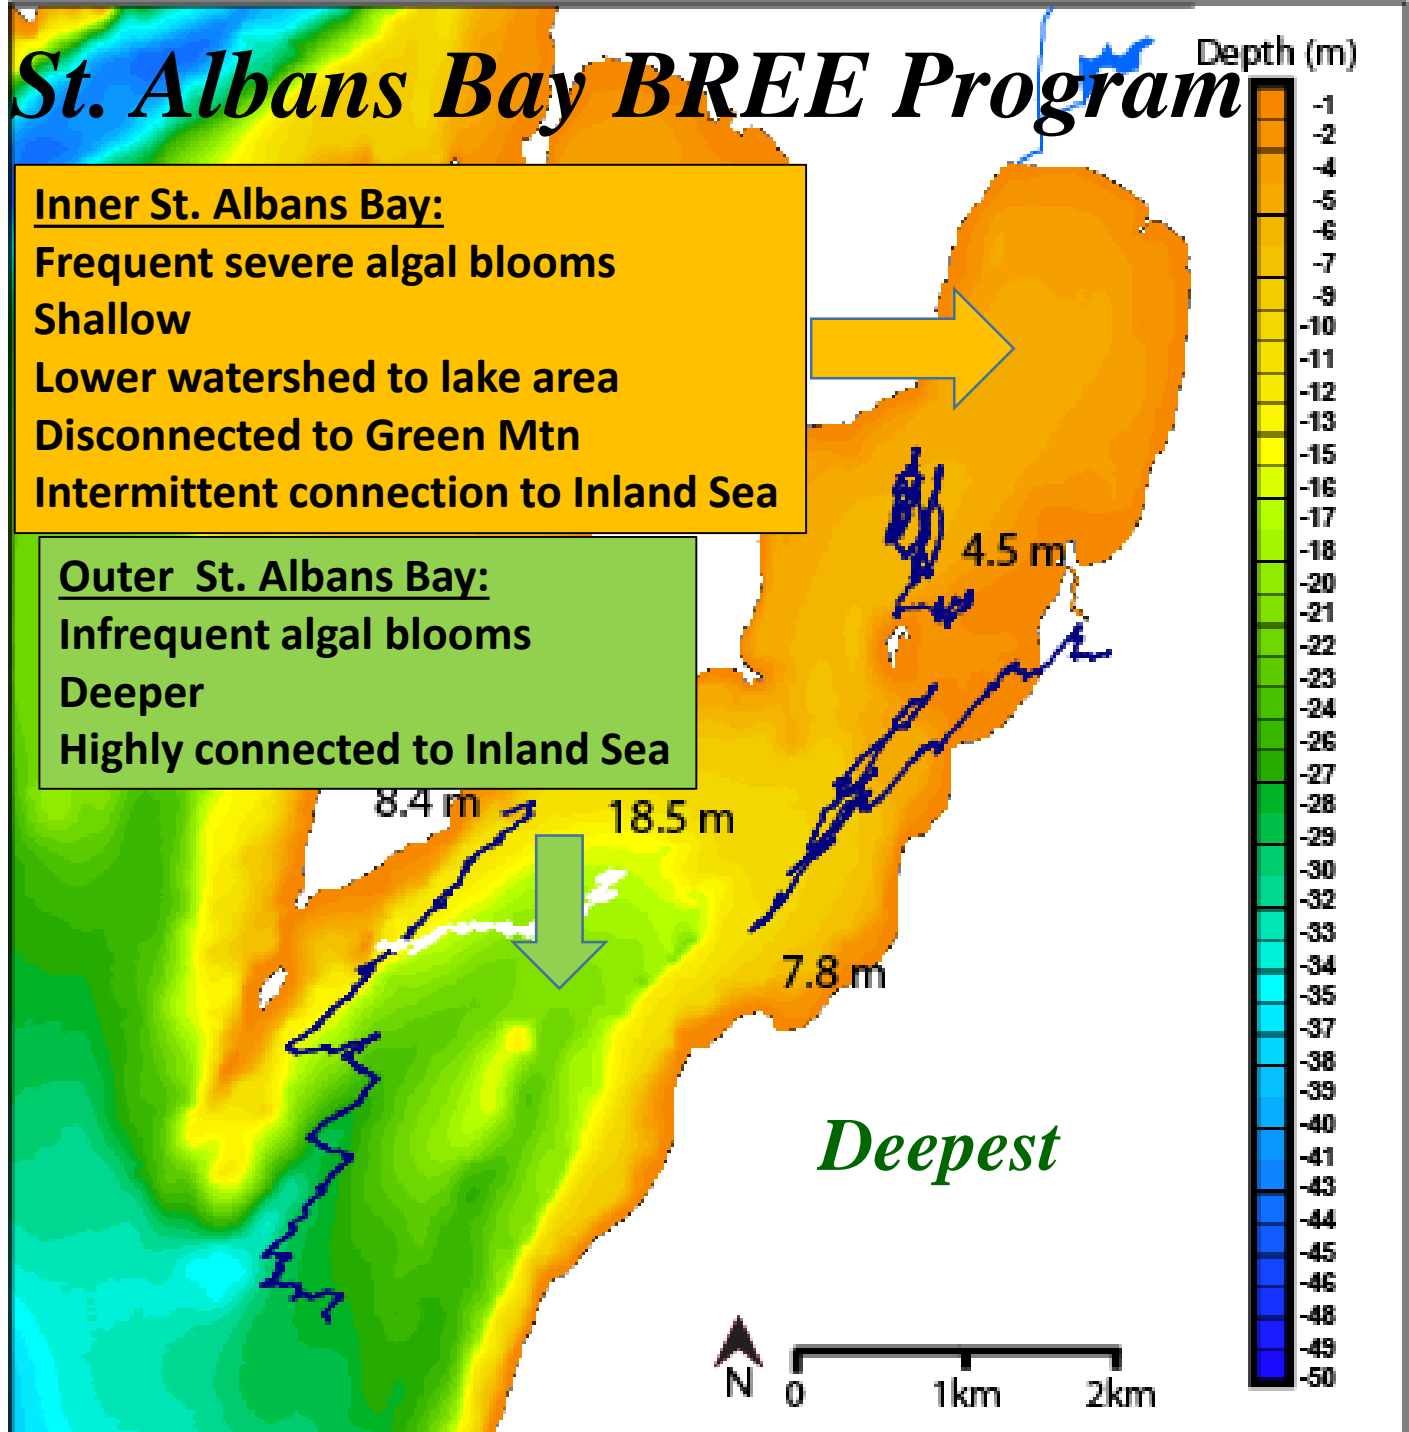 St. Albans Bay BREE Program
Depth (m)
Inner St. Albans Bay:
Frequent severe algal blooms
Shallow
Lower watershed to lake area
Disconnected to Green Mtn
Intermittent connection to Inland Sea
Outer  St. Albans Bay:
Infrequent algal blooms
Deeper
Highly connected to Inland Sea
4.5 m
8.4 m
18.5 m
7.8 m
Deepest
N
0
1km
2km
-1
-2
-4
-5
-6
-7
-9
-10
-11
-12
-13
-15
-16
-17
-18
-20
-21
-22
-23
-24
-26
-27
-28
-29
-30
-32
-33
-34
-35
-37
-38
-39
-40
-41
-43
-44
-45
-46
-48
-49
-50